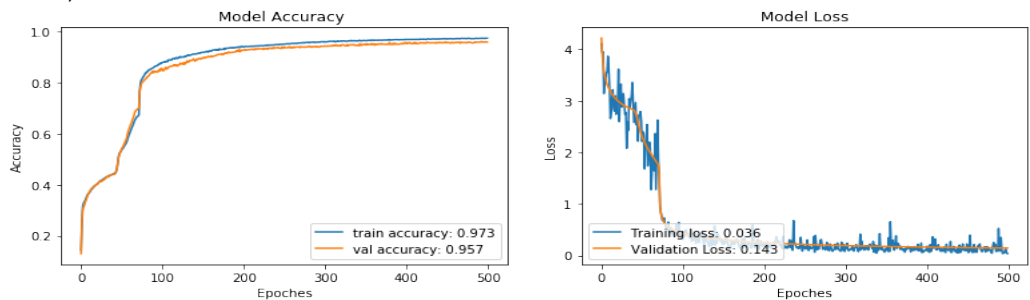 Model Accuracy
1.0
0.8
0.6
0.4
0.2
Accuracy
train accuracy: 0.973
val accuracy: 0.957
0
100
200
300
400
500
Epoches
Model Loss
4
3
2
1
0
Loss
Training loss: 0.036
Validation Loss: 0.143
0
100
200
300
400
500
Epoches